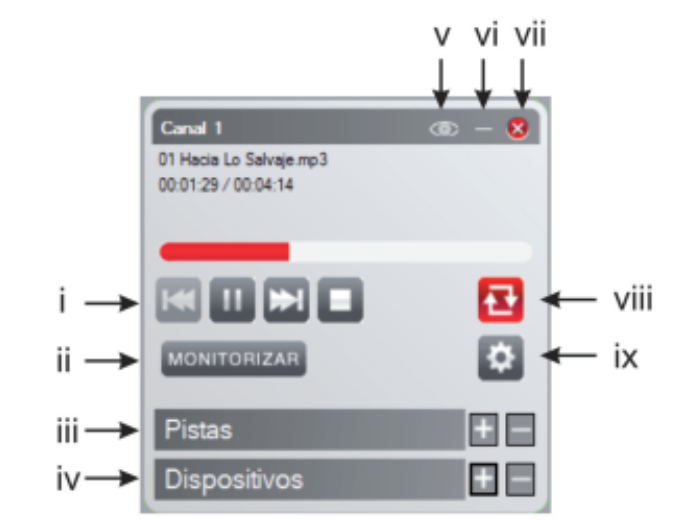 v vi vii
Canal 1
01 Hacia Lo Salvaje.mp3
00:01:29 / 00:04:14
i viii
ii MONITORIZAR ix
iii Pistas
iv Dispositivos